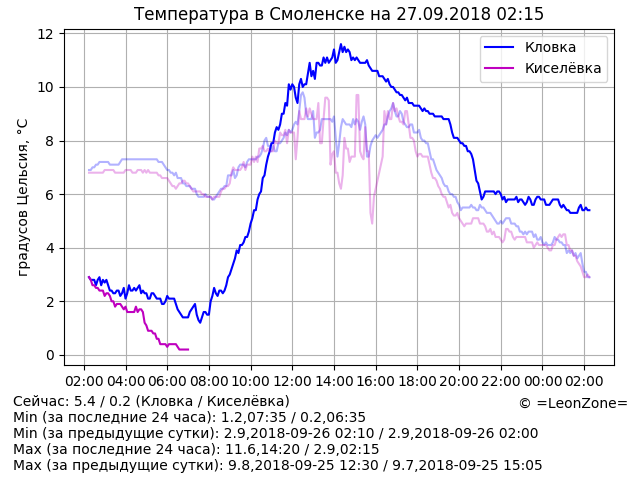 Температура в Смоленске на 27.09.2018 02:15
градусов Цельсия, °C
12
10
8
6
4
2
0
Кловка
Киселёвка
02:00 04:00 06:00 08:00 10:00 12:00 14:00 16:00 18:00 20:00 22:00 00:00 02:00
Сейчас: 5.4 / 0.2 (Кловка / Киселёвка)
© =LeonZone=
Min (за последние 24 часа): 1.2,07:35 / 0.2,06:35
Min (за предыдущие сутки): 2.9,2018-09-26 02:10 / 2.9,2018-09-26 02:00
Max (за последние 24 часа): 11.6,14:20 / 2.9,02:15
Max (за предыдущие сутки): 9.8,2018-09-25 12:30 / 9.7,2018-09-25 15:05